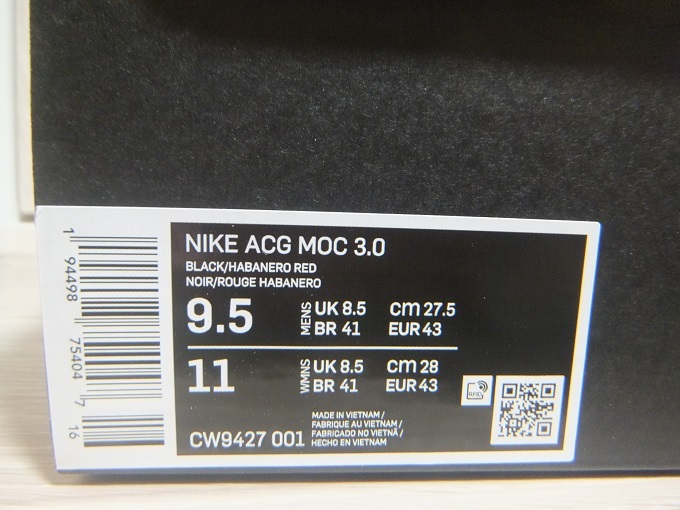 NIKE ACG MOC 3.0
BLACK/HABANERO RED
NOIR/ROUGE HABANERO
9.5 MENS UK 8.5 cm 27.5
BR 41 EUR 43
11 WMNS UK 8.5 cm 28
BR 41 EUR 43
RFID
CW9427 001
MADE IN VIETNAM /
FABRIQUE AU VIETNAM /
FABRICADO NO VIETNÃ /
HECHO EN VIETNAM
1 94498 75404 7 16